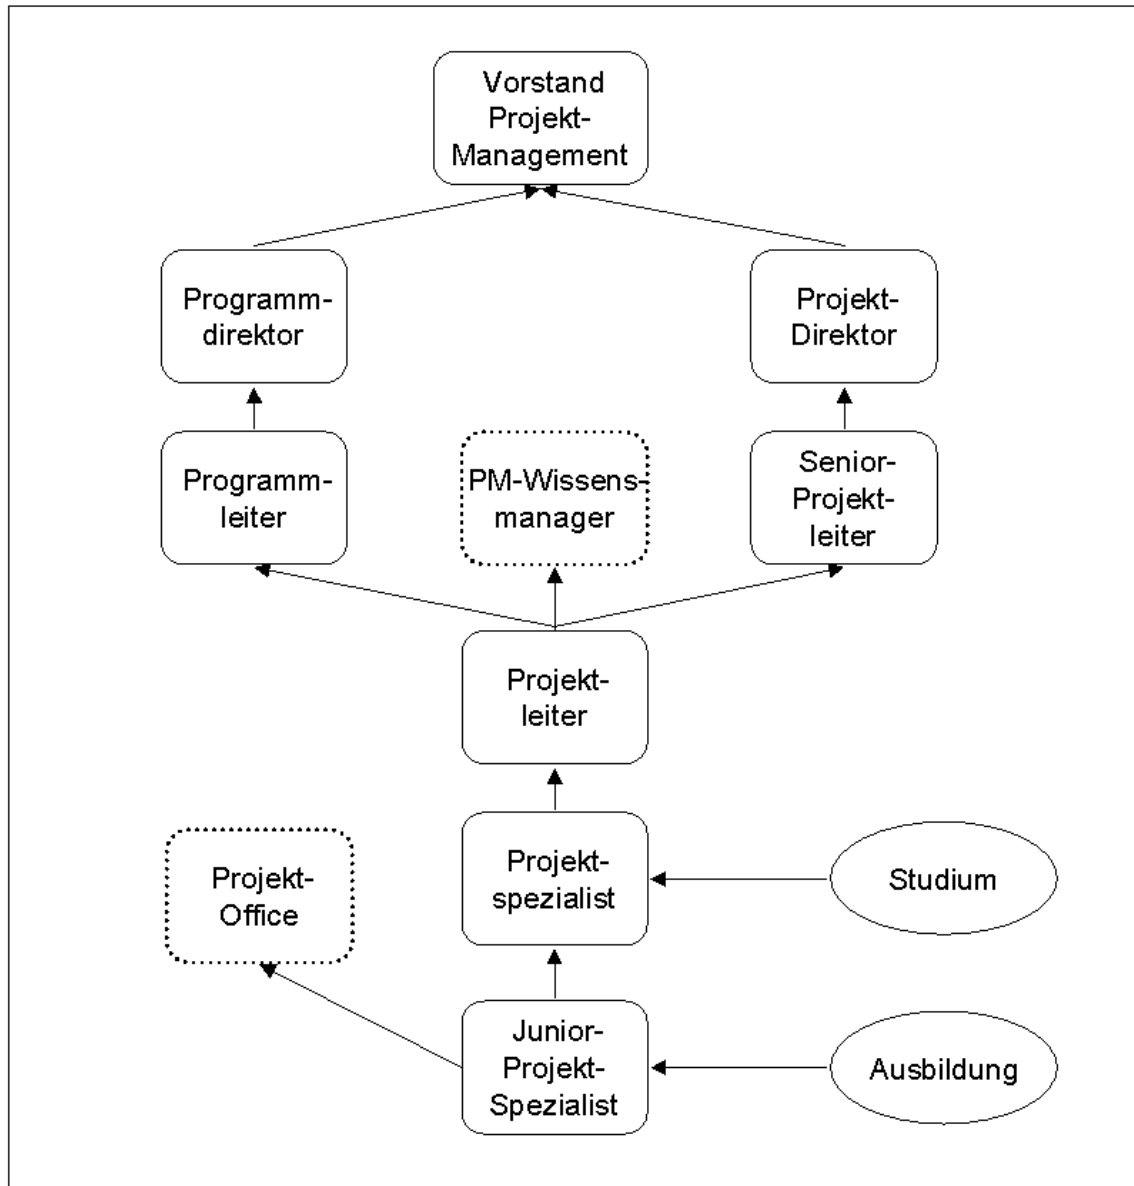 Vorstand
Projekt-
Management
Programm-
direktor
Projekt-
Direktor
Programm-
leiter
PM-Wissens-
manager
Senior-
Projekt-
leiter
Projekt-
leiter
Projekt-
Office
Projekt-
spezialist
Studium
Junior-
Projekt-
Spezialist
Ausbildung